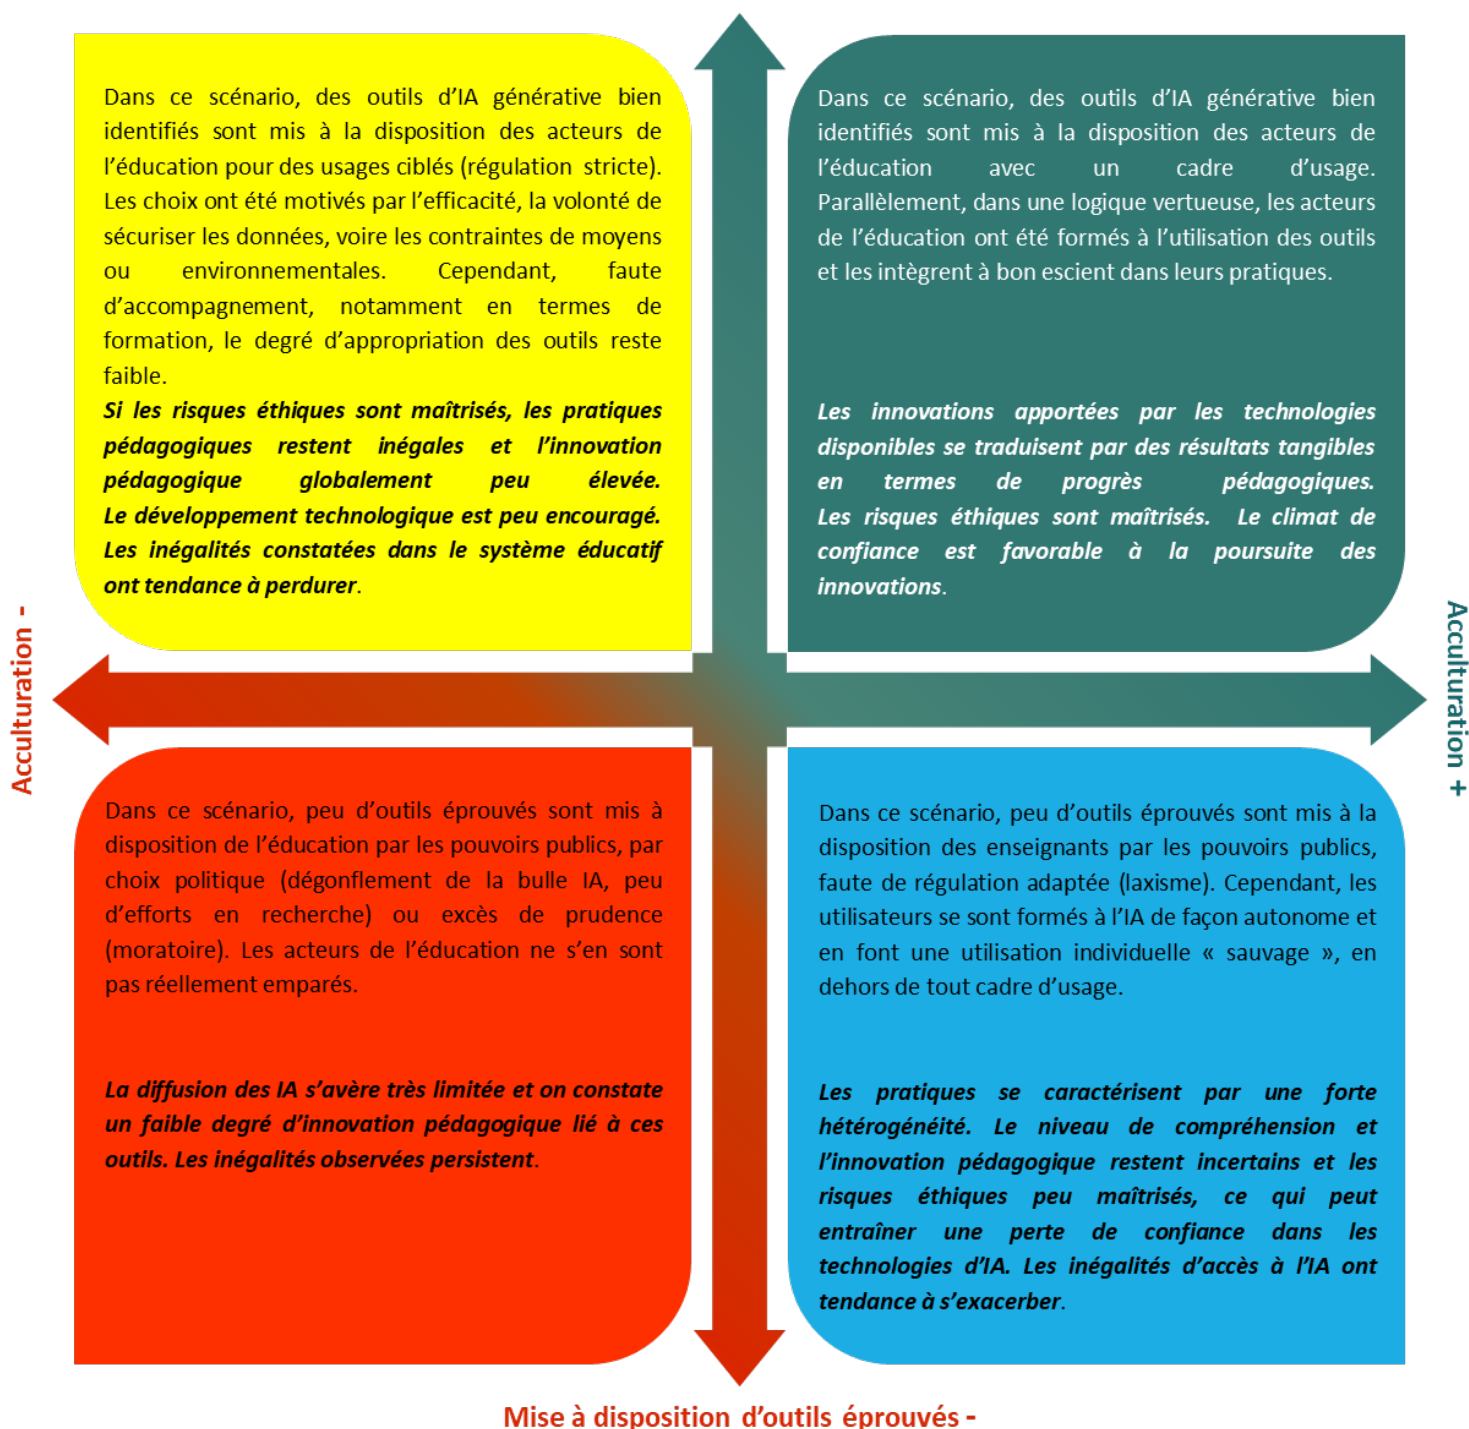 Dans ce scénario, des outils d’IA générative bien
identifiés sont mis à la disposition des acteurs de
l’éducation pour des usages ciblés (régulation stricte).
Les choix ont été motivés par l’efficacité, la volonté de
sécuriser les données, voire les contraintes de moyens
ou environnementales. Cependant, faute
d’accompagnement, notamment en termes de
formation, le degré d’appropriation des outils reste
faible.
Si les risques éthiques sont maîtrisés, les pratiques
pédagogiques restent inégales et l’innovation
pédagogique globalement peu élevée.
Le développement technologique est peu encouragé.
Les inégalités constatées dans le système éducatif
ont tendance à perdurer.
Dans ce scénario, des outils d’IA générative bien
identifiés sont mis à la disposition des acteurs de
l’éducation avec un cadre d’usage.
Parallèlement, dans une logique vertueuse, les acteurs
de l’éducation ont été formés à l’utilisation des outils
et les intègrent à bon escient dans leurs pratiques.
Les innovations apportées par les technologies
disponibles se traduisent par des résultats tangibles
en termes de progrès pédagogiques.
Les risques éthiques sont maîtrisés. Le climat de
confiance est favorable à la poursuite des
innovations.
Acculturation -
Acculturation +
Dans ce scénario, peu d’outils éprouvés sont mis à
disposition de l’éducation par les pouvoirs publics, par
choix politique (dégonflement de la bulle IA, peu
d’efforts en recherche) ou excès de prudence
(moratoire). Les acteurs de l’éducation ne s’en sont
pas réellement emparés.
La diffusion des IA s’avère très limitée et on constate
un faible degré d’innovation pédagogique lié à ces
outils. Les inégalités observées persistent.
Dans ce scénario, peu d’outils éprouvés sont mis à la
disposition des enseignants par les pouvoirs publics,
faute de régulation adaptée (laxisme). Cependant, les
utilisateurs se sont formés à l’IA de façon autonome et
en font une utilisation individuelle « sauvage », en
dehors de tout cadre d’usage.
Les pratiques se caractérisent par une forte
hétérogénéité. Le niveau de compréhension et
l’innovation pédagogique restent incertains et les
risques éthiques peu maîtrisés, ce qui peut
entraîner une perte de confiance dans les
technologies d’IA. Les inégalités d’accès à l’IA ont
tendance à s’exacerber.
Mise à disposition d’outils éprouvés -